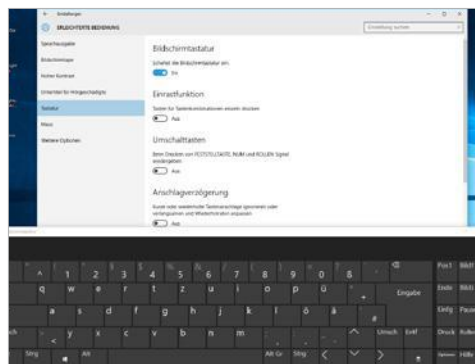 Einstellungen
ERLEICHTERTE BEDIENUNG
Einstellung suchen
Sprachausgabe
Bildschirmlupe
Hoher Kontrast
Untertitel für Hörgeschädigte
Tastatur
Maus
Weitere Optionen
Bildschirmtastatur
Schaltet die Bildschirmtastatur ein.
Ein
Einrastfunktion
Tasten für Tastenkombinationen einzeln drücken
Aus
Umschalttasten
Beim Drücken von FESTSTELLTASTE, NUM und ROLLEN Signal
wiedergeben
Aus
Anschlagverzögerung
Kurze oder wiederholte Tastenanschläge ignorieren oder
verlangsamen und Wiederholraten anpassen
Aus
^ 1 2 3 4 5 6 7 8 9 0 ß Pos1
q w e r t z u i o p ü + Eingabe Ende
a s d f g h j k l ö ä # Einfg Pause
< y x c v b n m , . - Umsch Entf Druck
Strg Alt Alt Gr Strg Optionen Hilfe